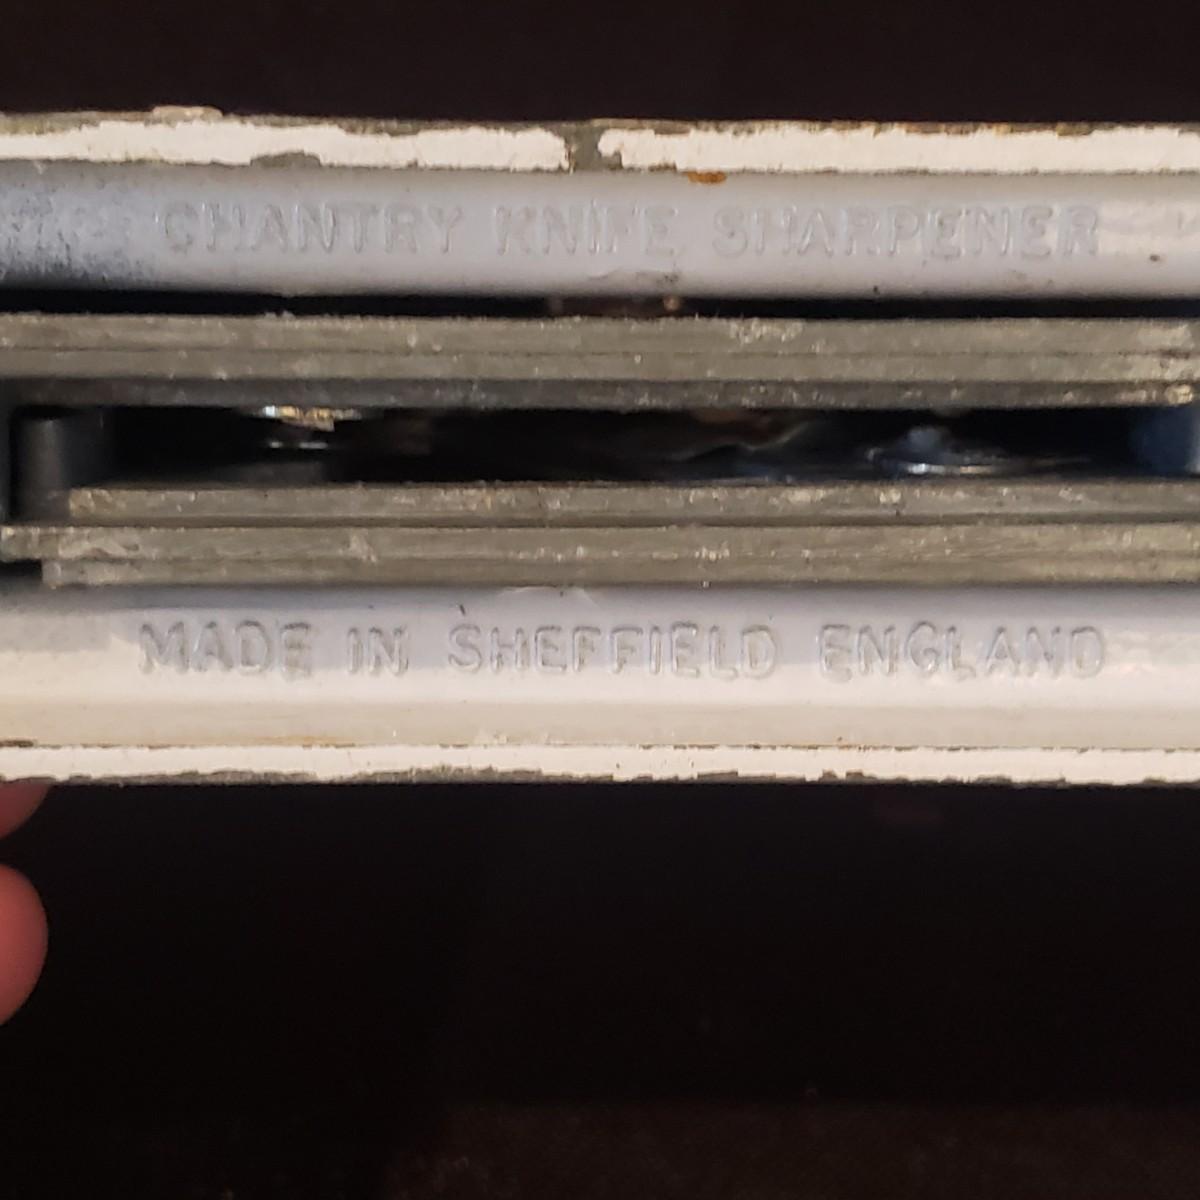 CHANTRY KNIFE SHARPENER
MADE IN SHEFFIELD ENGLAND